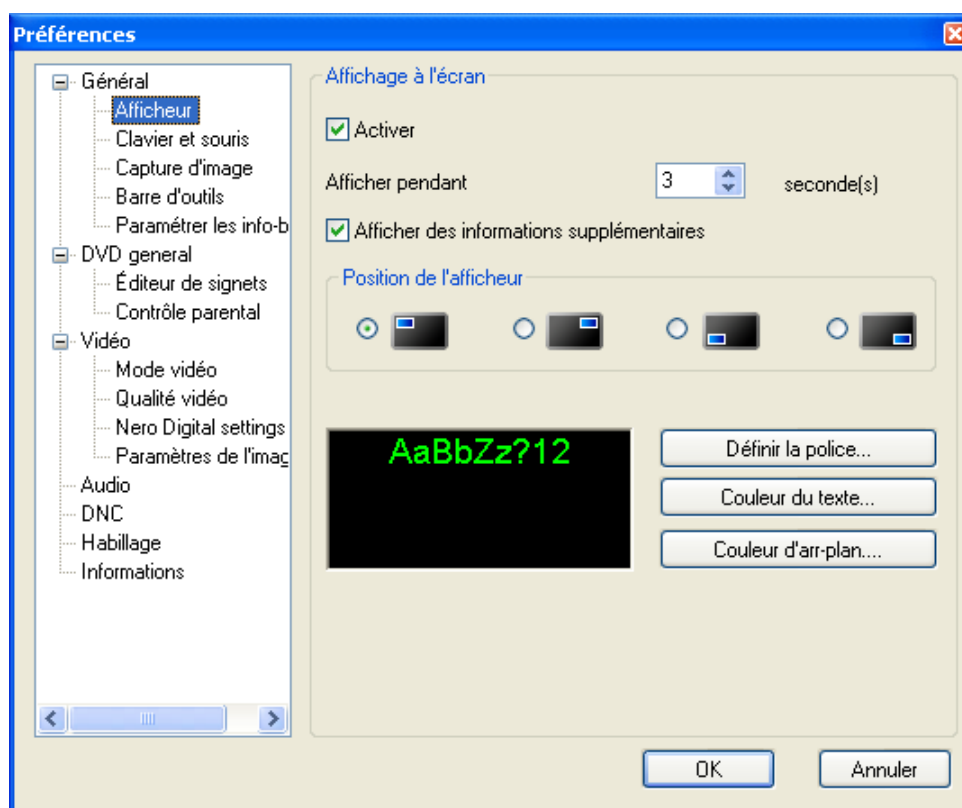 Préférences
Général
Afficheur
Clavier et souris
Capture d'image
Barre d'outils
Paramétrer les info-b
DVD general
Éditeur de signets
Contrôle parental
Vidéo
Mode vidéo
Qualité vidéo
Nero Digital settings
Paramètres de l'imag
Audio
DNC
Habillage
Informations
Affichage à l'écran
Activer
Afficher pendant 3 seconde(s)
Afficher des informations supplémentaires
Position de l'afficheur
AaBbZz?12
Définir la police...
Couleur du texte...
Couleur d'arr-plan....
OK Annuler